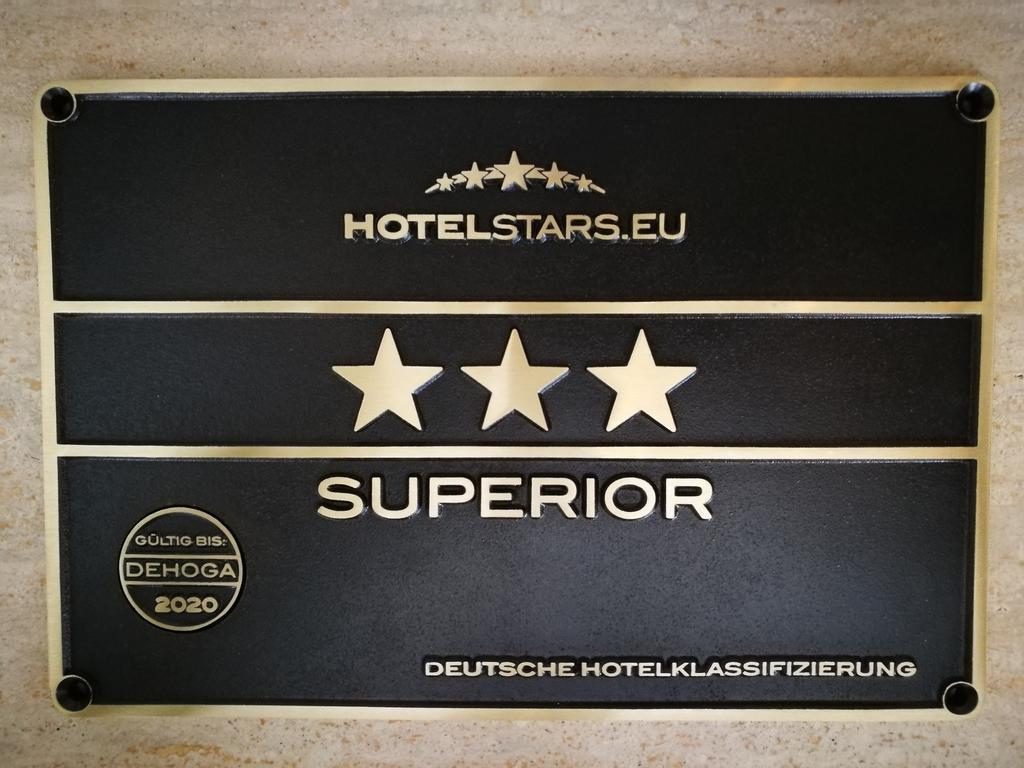 HOTELSTARS.EU
SUPERIOR
GÜLTIG BIS:
DEHOGA
2020
DEUTSCHE HOTELKLASSIFIZIERUNG